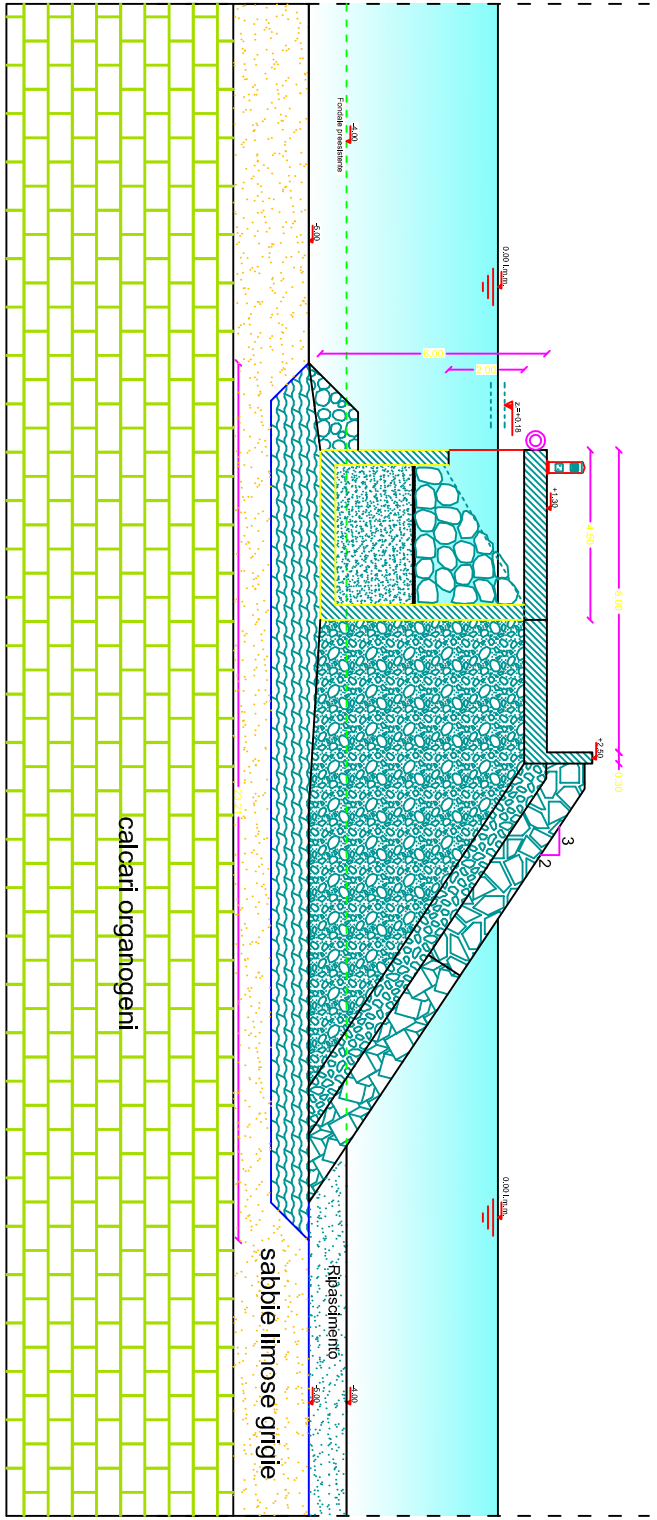 8.00
0.30
+2.50
4.60
+1.30
3
2
z=+0.18
0.00 l.m.m.
0.00 l.m.m.
2.00
6.00
-4.00
Fondale preesistente
-5.00
Ripascimento
-4.00
-5.00
sabbie limose grigie
calcari organogeni